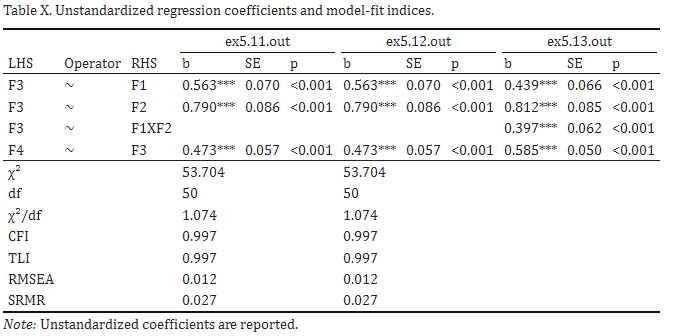 Table X. Unstandardized regression coefficients and model-fit indices.
ex5.11.out ex5.12.out ex5.13.out
LHS Operator RHS b SE p b SE p b SE p
F3 ~ F1 0.563*** 0.070 <0.001 0.563*** 0.070 <0.001 0.439*** 0.066 <0.001
F3 ~ F2 0.790*** 0.086 <0.001 0.790*** 0.086 <0.001 0.812*** 0.085 <0.001
F3 ~ F1XF2 0.397*** 0.062 <0.001
F4 ~ F3 0.473*** 0.057 <0.001 0.473*** 0.057 <0.001 0.585*** 0.050 <0.001
χ² 53.704 53.704
df 50 50
χ²/df 1.074 1.074
CFI 0.997 0.997
TLI 0.997 0.997
RMSEA 0.012 0.012
SRMR 0.027 0.027
Note: Unstandardized coefficients are reported.